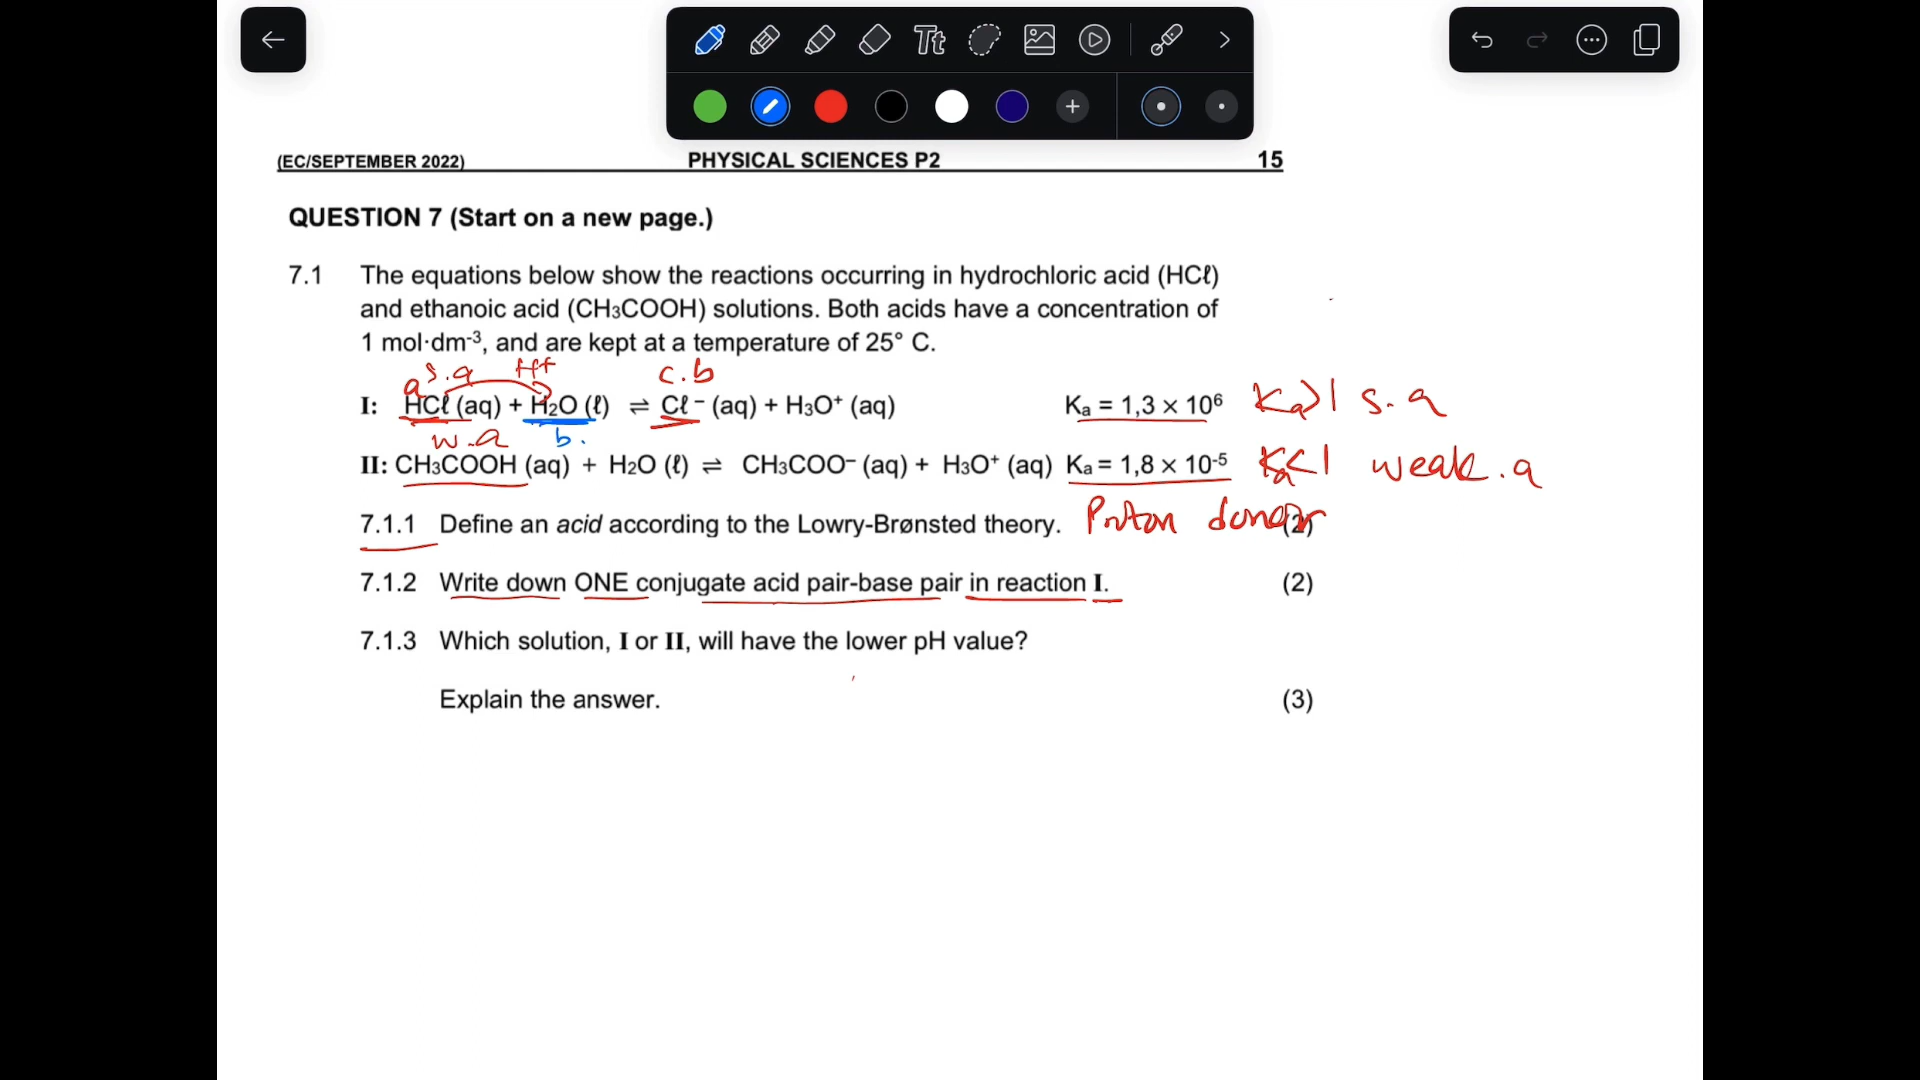 Tt
(EC/SEPTEMBER 2022) PHYSICAL SCIENCES P2 15
QUESTION 7 (Start on a new page.)
7.1 The equations below show the reactions occurring in hydrochloric acid (HCℓ)
and ethanoic acid (CH₃COOH) solutions. Both acids have a concentration of
1 mol·dm⁻³, and are kept at a temperature of 25° C.
a s.a H+ c.b
I: HCℓ (aq) + H₂O (ℓ) ⇌ Cℓ⁻ (aq) + H₃O⁺ (aq) Kₐ = 1,3 × 10⁶ Kₐ>1 s.a
w.a b.
II: CH₃COOH (aq) + H₂O (ℓ) ⇌ CH₃COO⁻ (aq) + H₃O⁺ (aq) Kₐ = 1,8 × 10⁻⁵ Kₐ<1 weak.a
7.1.1 Define an acid according to the Lowry-Brønsted theory. Proton donor (2)
7.1.2 Write down ONE conjugate acid pair-base pair in reaction I. (2)
7.1.3 Which solution, I or II, will have the lower pH value?
Explain the answer. (3)